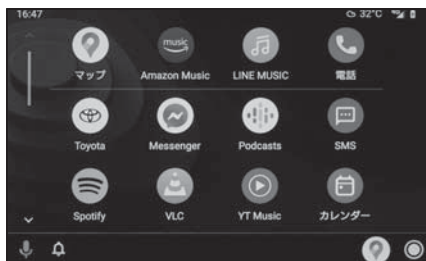 16:47 32°C
マップ Amazon Music LINE MUSIC 電話
Toyota Messenger Podcasts SMS
Spotify VLC YT Music カレンダー
music